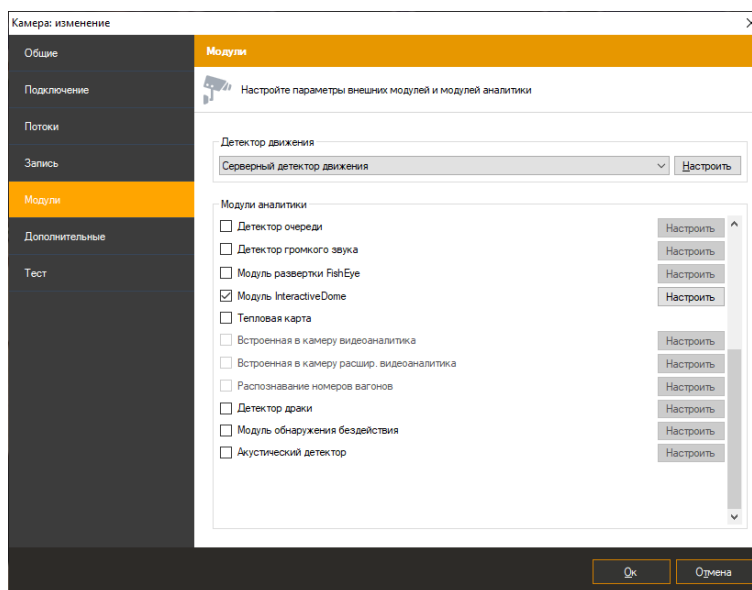 Камера: изменение
Общие
Подключение
Потоки
Запись
Модули
Дополнительные
Тест
Модули
Настройте параметры внешних модулей и модулей аналитики
Детектор движения
Серверный детектор движения Настроить
Модули аналитики
Детектор очереди Настроить
Детектор громкого звука Настроить
Модуль развертки FishEye Настроить
Модуль InteractiveDome Настроить
Тепловая карта
Встроенная в камеру видеоаналитика Настроить
Встроенная в камеру расшир. видеоаналитика Настроить
Распознавание номеров вагонов Настроить
Детектор драки Настроить
Модуль обнаружения бездействия Настроить
Акустический детектор Настроить
Ок Отмена